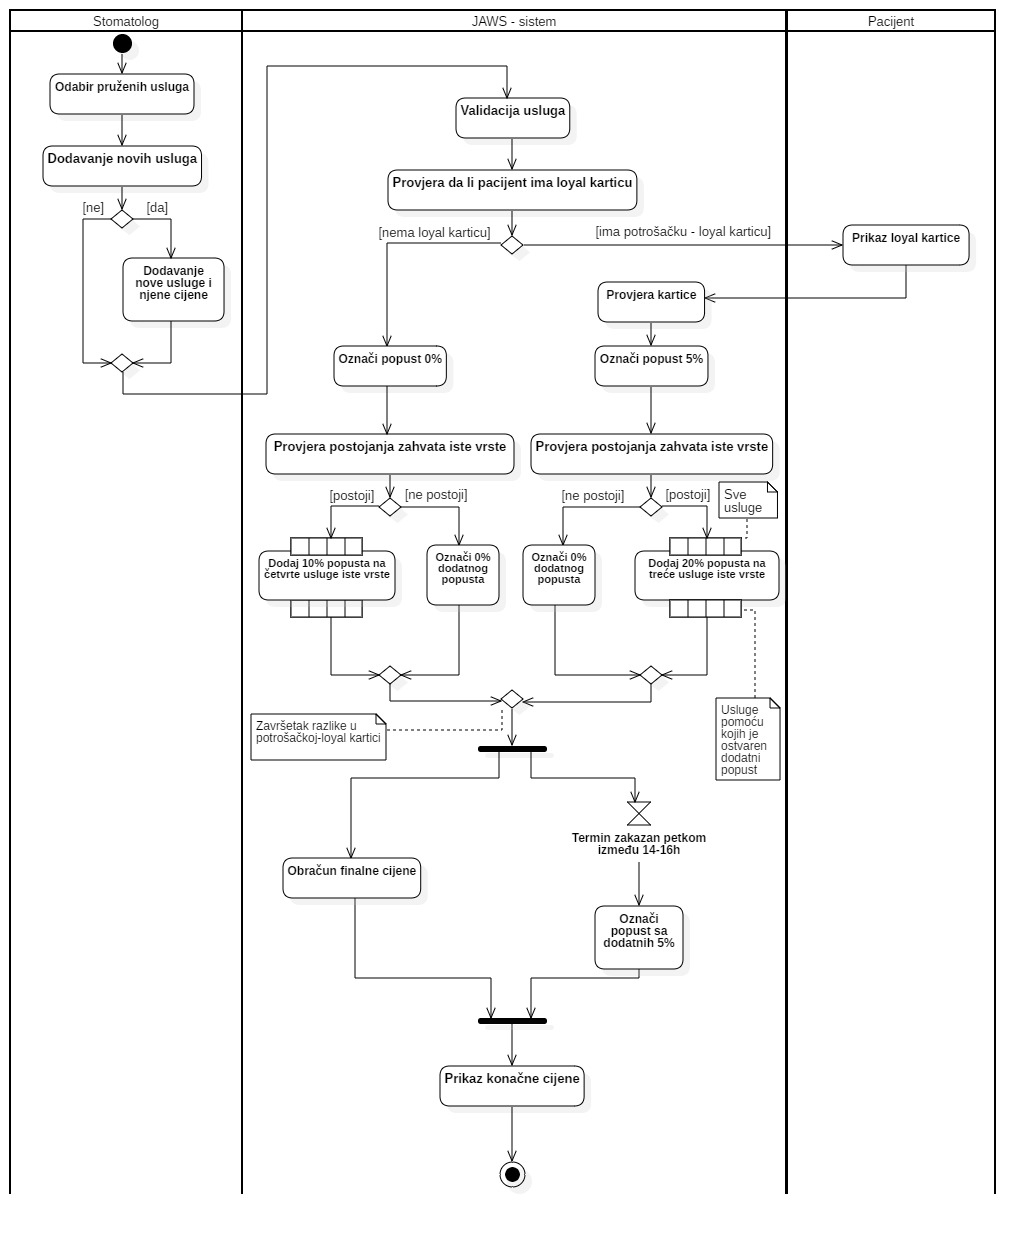 Stomatolog
JAWS - sistem
Pacijent
Odabir pruženih usluga
Validacija usluga
Dodavanje novih usluga
Provjera da li pacijent ima loyal karticu
[ne]
[da]
[nema loyal karticu]
[ima potrošačku - loyal karticu]
Prikaz loyal kartice
Dodavanje
nove usluge i
njene cijene
Provjera kartice
Označi popust 0%
Označi popust 5%
Provjera postojanja zahvata iste vrste
Provjera postojanja zahvata iste vrste
[postoji]
[ne postoji]
[ne postoji]
[postoji]
Sve
usluge
Dodaj 10% popusta na
četvrte usluge iste vrste
Označi 0%
dodatnog
popusta
Označi 0%
dodatnog
popusta
Dodaj 20% popusta na
treće usluge iste vrste
Završetak razlike u
potrošačkoj-loyal kartici
Usluge
pomoću
kojih je
ostvaren
dodatni
popust
Termin zakazan petkom
između 14-16h
Obračun finalne cijene
Označi
popust sa
dodatnih 5%
Prikaz konačne cijene